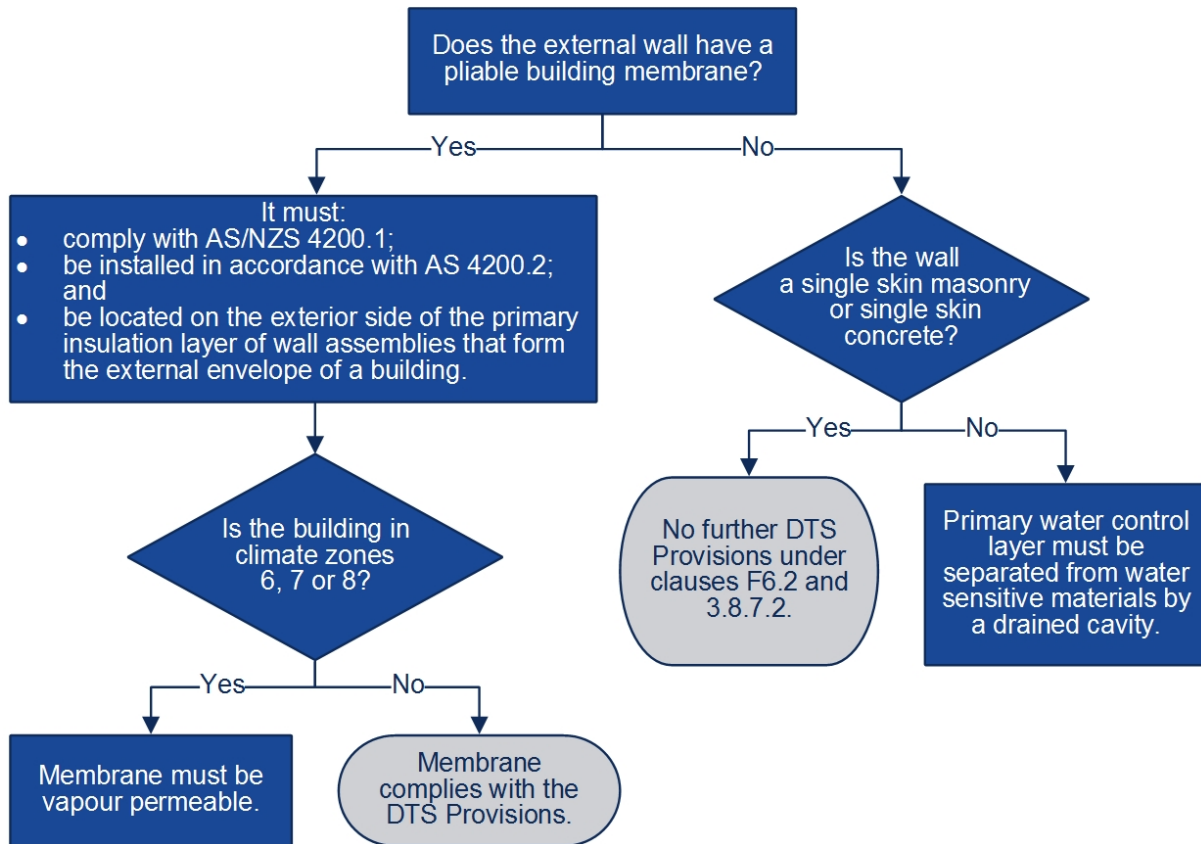 Does the external wall have a
pliable building membrane?
Yes
No
It must:
• comply with AS/NZS 4200.1;
• be installed in accordance with AS 4200.2;
and
• be located on the exterior side of the primary
insulation layer of wall assemblies that form
the external envelope of a building.
Is the wall
a single skin masonry
or single skin
concrete?
Yes
No
Is the building in
climate zones
6, 7 or 8?
No further DTS
Provisions under
clauses F6.2 and
3.8.7.2.
Primary water control
layer must be
separated from water
sensitive materials by
a drained cavity.
Yes
No
Membrane must be
vapour permeable.
Membrane
complies with the
DTS Provisions.